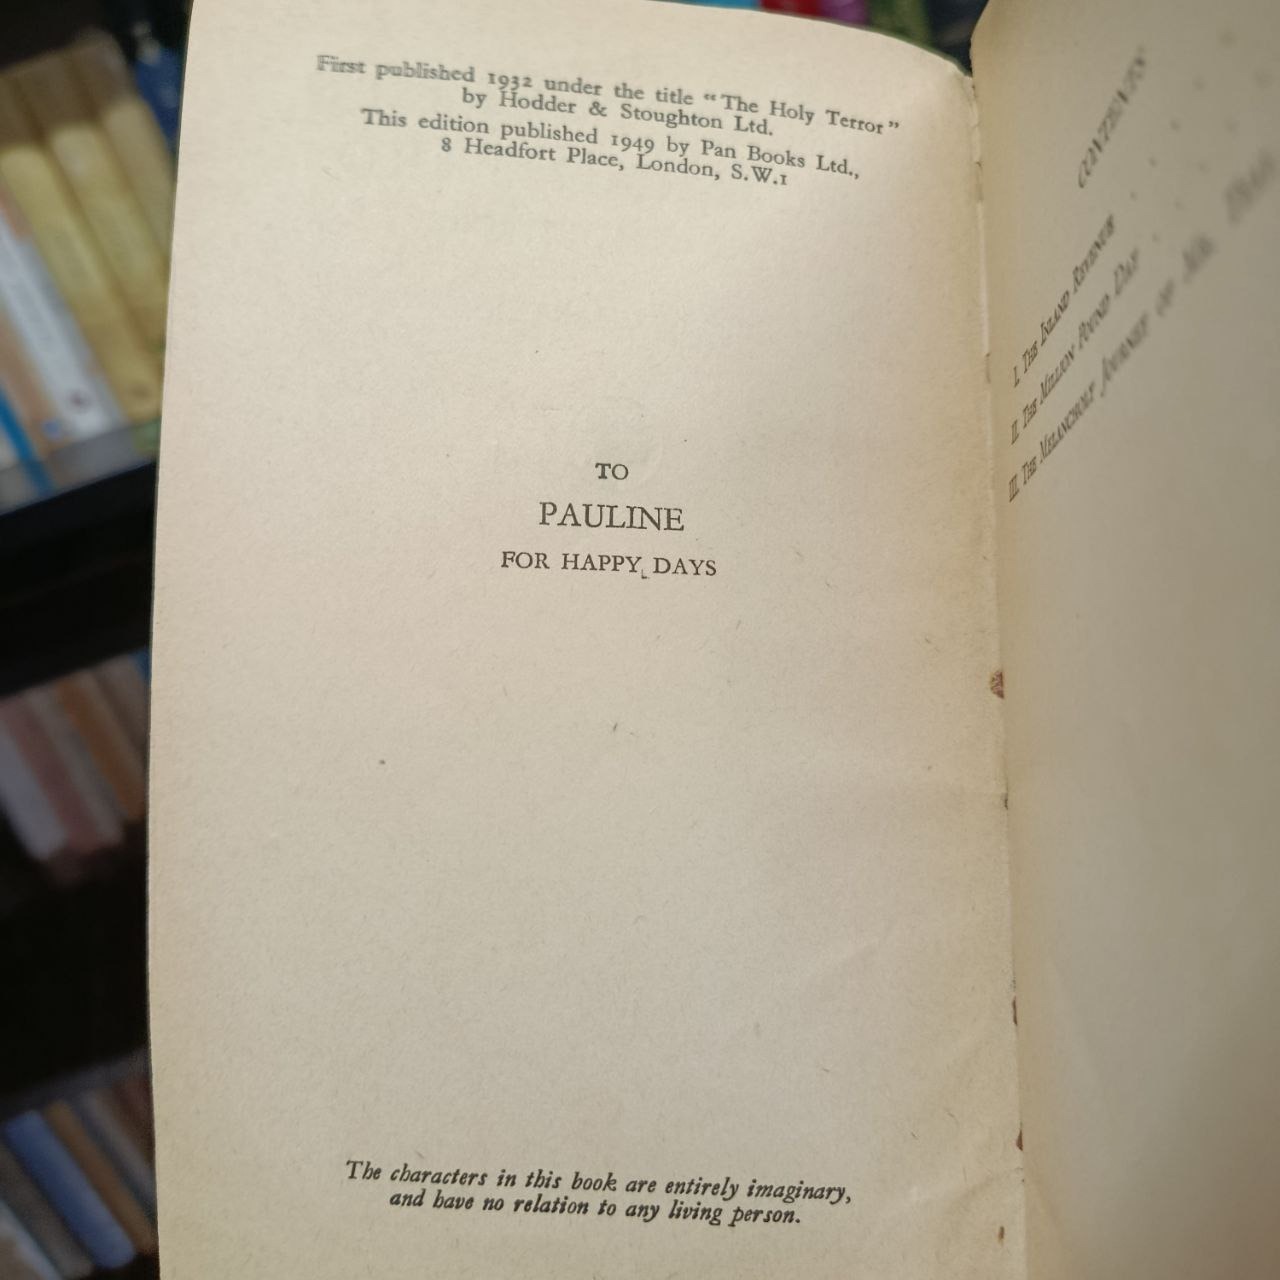 First published 1932 under the title "The Holy Terror"
by Hodder & Stoughton Ltd.
This edition published 1949 by Pan Books Ltd.,
8 Headfort Place, London, S.W.1
TO
PAULINE
FOR HAPPY DAYS
The characters in this book are entirely imaginary,
and have no relation to any living person.
CONTENTS
I. THE INLAND REVENUE
II. THE MILLION POUND DAY
III. THE MELANCHOLY JOURNEY OF MR.